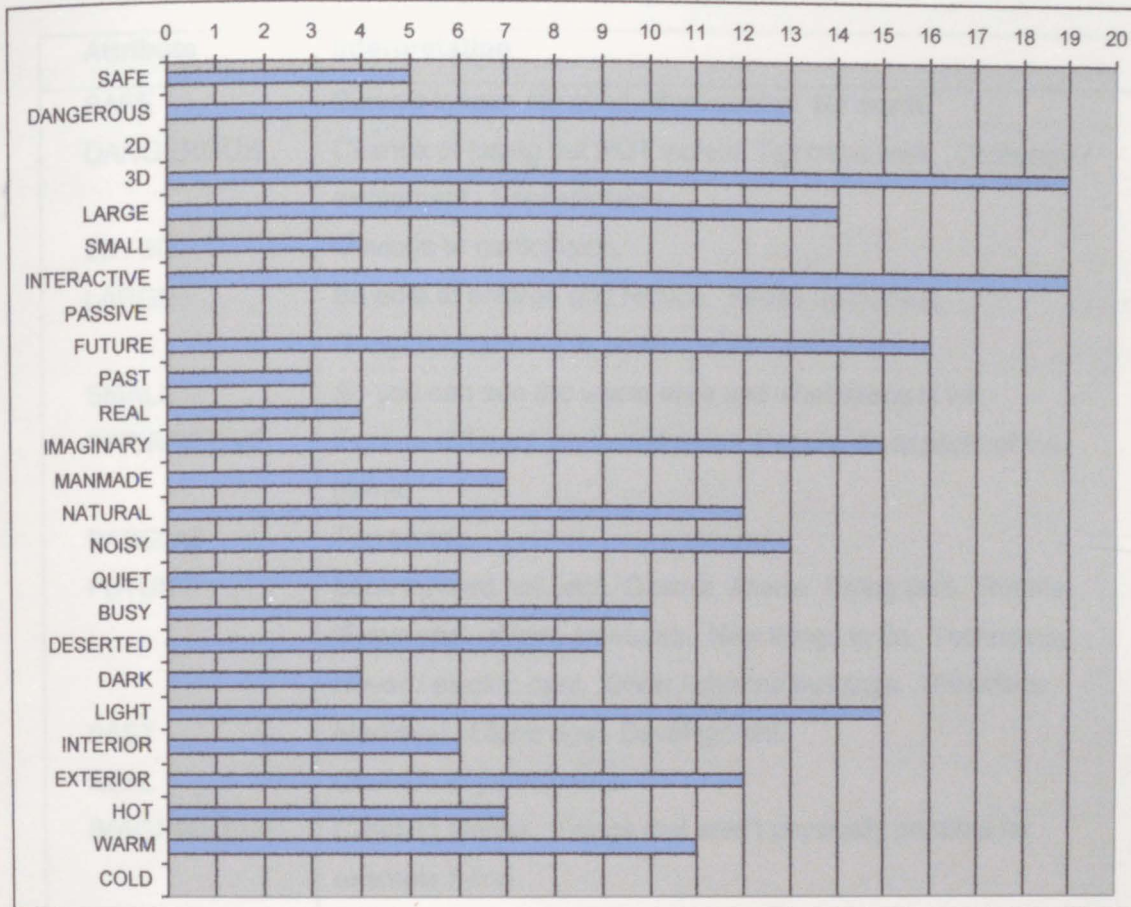 0 1 2 3 4 5 6 7 8 9 10 11 12 13 14 15 16 17 18 19 20
SAFE
DANGEROUS
2D
3D
LARGE
SMALL
INTERACTIVE
PASSIVE
FUTURE
PAST
REAL
IMAGINARY
MANMADE
NATURAL
NOISY
QUIET
BUSY
DESERTED
DARK
LIGHT
INTERIOR
EXTERIOR
HOT
WARM
COLD